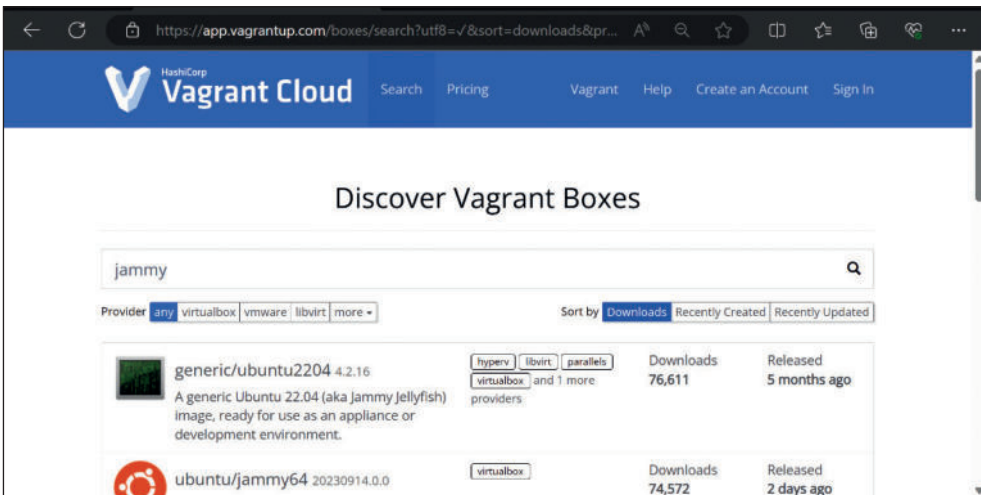 https://app.vagrantup.com/boxes/search?utf8=✓&sort=downloads&pr...
HashiCorp
Vagrant Cloud Search Pricing Vagrant Help Create an Account Sign In
Discover Vagrant Boxes
jammy
Provider any virtualbox vmware libvirt more Sort by Downloads Recently Created Recently Updated
generic/ubuntu2204 4.2.16 hyperv libvirt parallels Downloads Released
virtualbox and 1 more 76,611 5 months ago
A generic Ubuntu 22.04 (aka Jammy Jellyfish) providers
image, ready for use as an appliance or
development environment.
ubuntu/jammy64 20230914.0.0 virtualbox Downloads Released
74,572 2 days ago